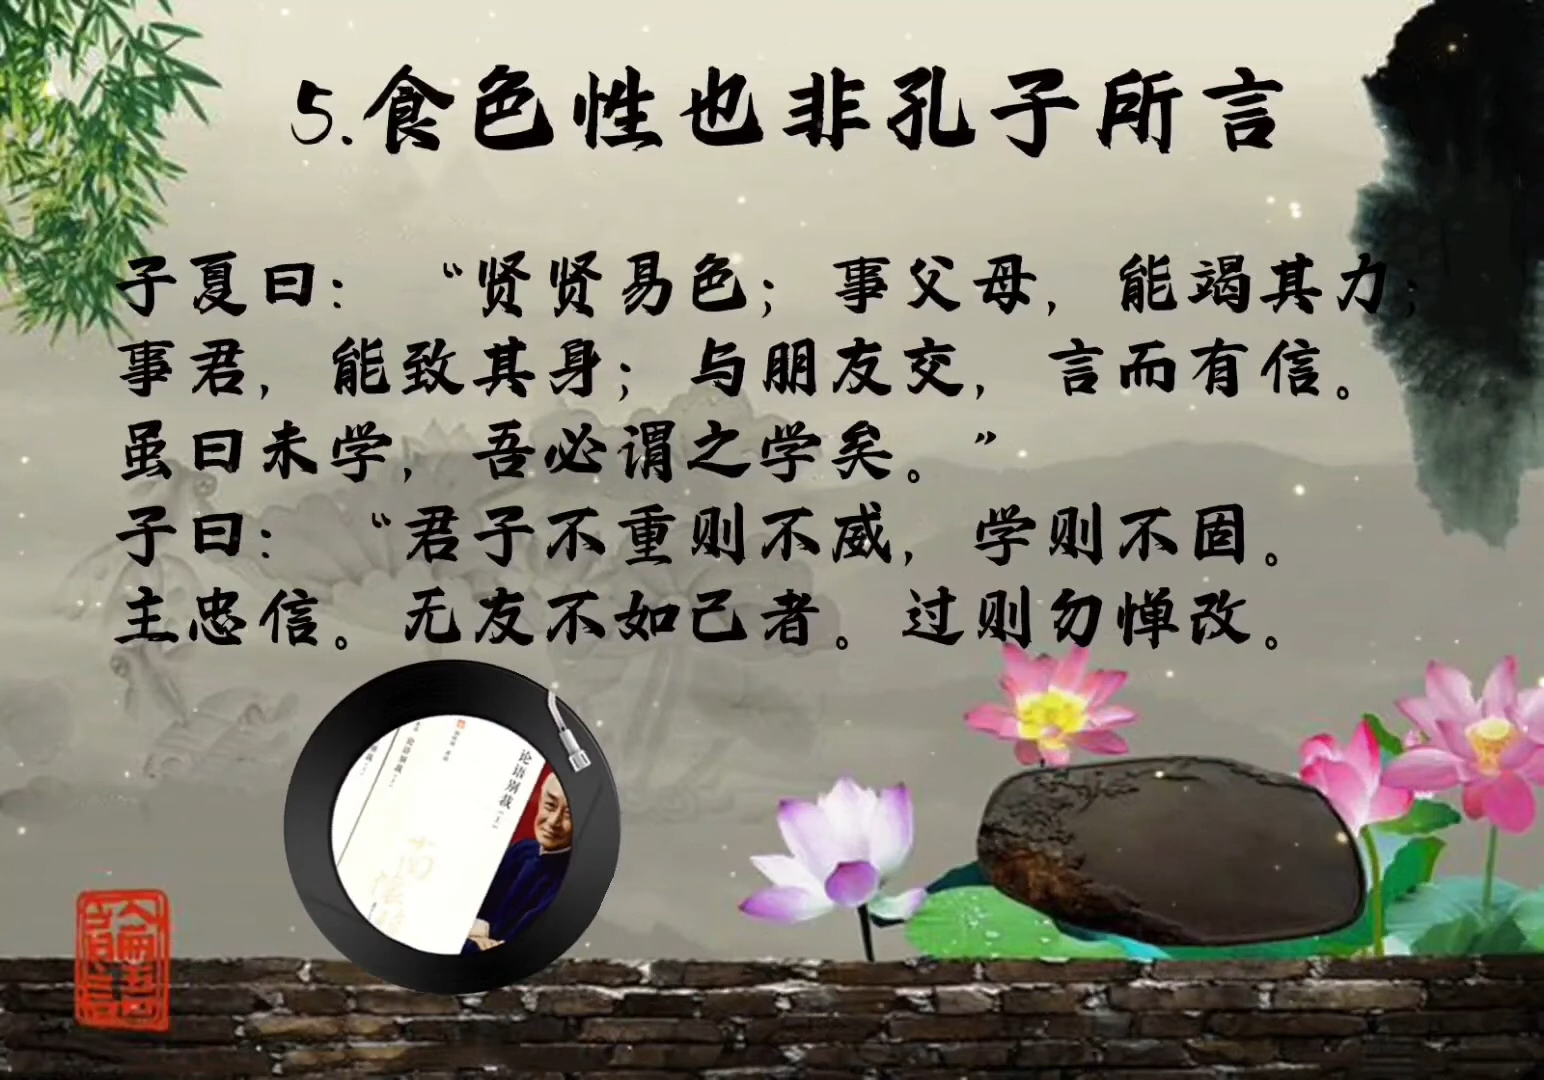 5.食色性也非孔子所言
子夏曰：“贤贤易色；事父母，能竭其力；
事君，能致其身；与朋友交，言而有信。
虽曰未学，吾必谓之学矣。”
子曰：“君子不重则不威，学则不固。
主忠信。无友不如己者。过则勿惮改。
论语别裁
論語